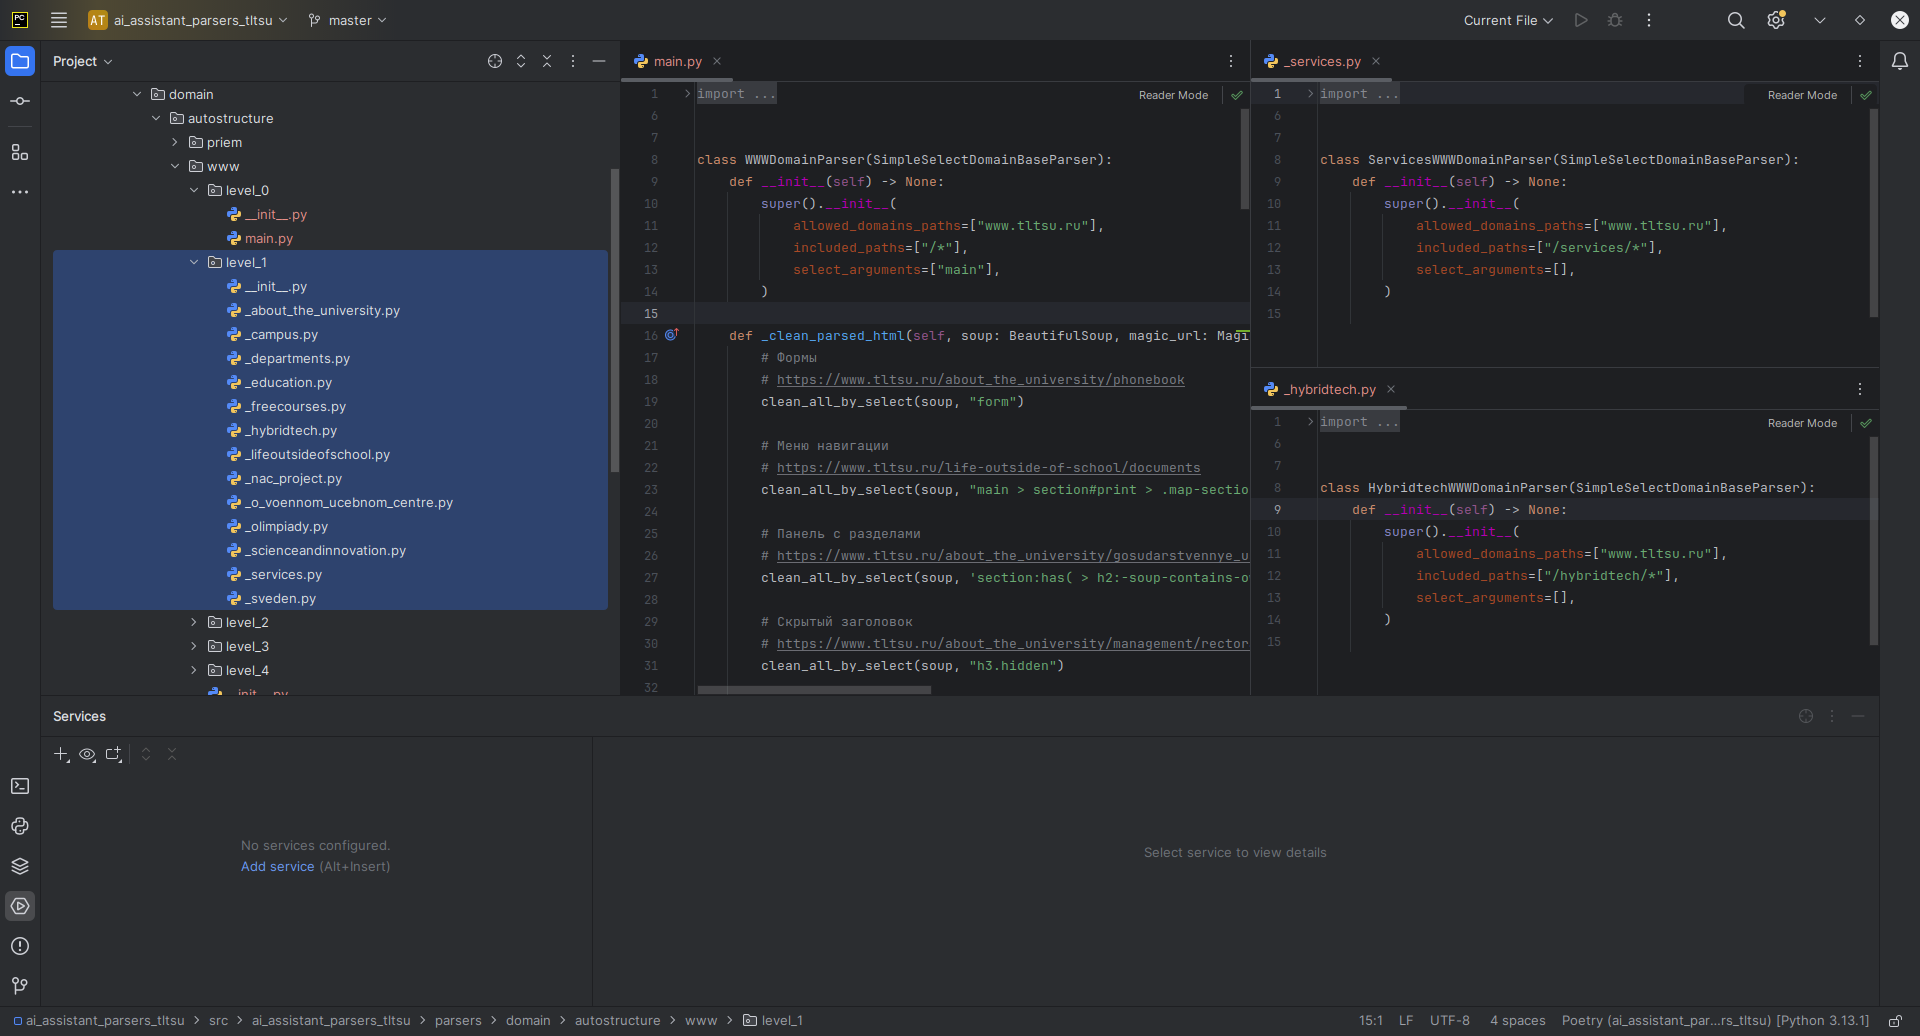 PC
AT ai_assistant_parsers_tltsu
master
Current File
Project
domain
autostructure
priem
www
level_0
__init__.py
main.py
level_1
__init__.py
_about_the_university.py
_campus.py
_departments.py
_education.py
_freecourses.py
_hybridtech.py
_lifeoutsideofschool.py
_nac_project.py
_o_voennom_ucebnom_centre.py
_olimpiady.py
_scienceandinnovation.py
_services.py
_sveden.py
level_2
level_3
level_4
__init__.py
main.py
Reader Mode
1 import ...
6
7
8 class WWWDomainParser(SimpleSelectDomainBaseParser):
9 def __init__(self) -> None:
10 super().__init__(
11 allowed_domains_paths=["www.tltsu.ru"],
12 included_paths=["/*"],
13 select_arguments=["main"],
14 )
15
16 def _clean_parsed_html(self, soup: BeautifulSoup, magic_url: Magi
17 # Формы
18 # https://www.tltsu.ru/about_the_university/phonebook
19 clean_all_by_select(soup, "form")
20
21 # Меню навигации
22 # https://www.tltsu.ru/life-outside-of-school/documents
23 clean_all_by_select(soup, "main > section#print > .map-sectio
24
25 # Панель с разделами
26 # https://www.tltsu.ru/about_the_university/gosudarstvennye_u
27 clean_all_by_select(soup, 'section:has( > h2:-soup-contains-o
28
29 # Скрытый заголовок
30 # https://www.tltsu.ru/about_the_university/management/rector
31 clean_all_by_select(soup, "h3.hidden")
32
_services.py
Reader Mode
1 import ...
6
7
8 class ServicesWWWDomainParser(SimpleSelectDomainBaseParser):
9 def __init__(self) -> None:
10 super().__init__(
11 allowed_domains_paths=["www.tltsu.ru"],
12 included_paths=["/services/*"],
13 select_arguments=[],
14 )
15
_hybridtech.py
Reader Mode
1 import ...
6
7
8 class HybridtechWWWDomainParser(SimpleSelectDomainBaseParser):
9 def __init__(self) -> None:
10 super().__init__(
11 allowed_domains_paths=["www.tltsu.ru"],
12 included_paths=["/hybridtech/*"],
13 select_arguments=[],
14 )
15
Services
No services configured.
Add service (Alt+Insert)
Select service to view details
ai_assistant_parsers_tltsu > src > ai_assistant_parsers_tltsu > parsers > domain > autostructure > www > level_1
15:1 LF UTF-8 4 spaces Poetry (ai_assistant_par...rs_tltsu) [Python 3.13.1]